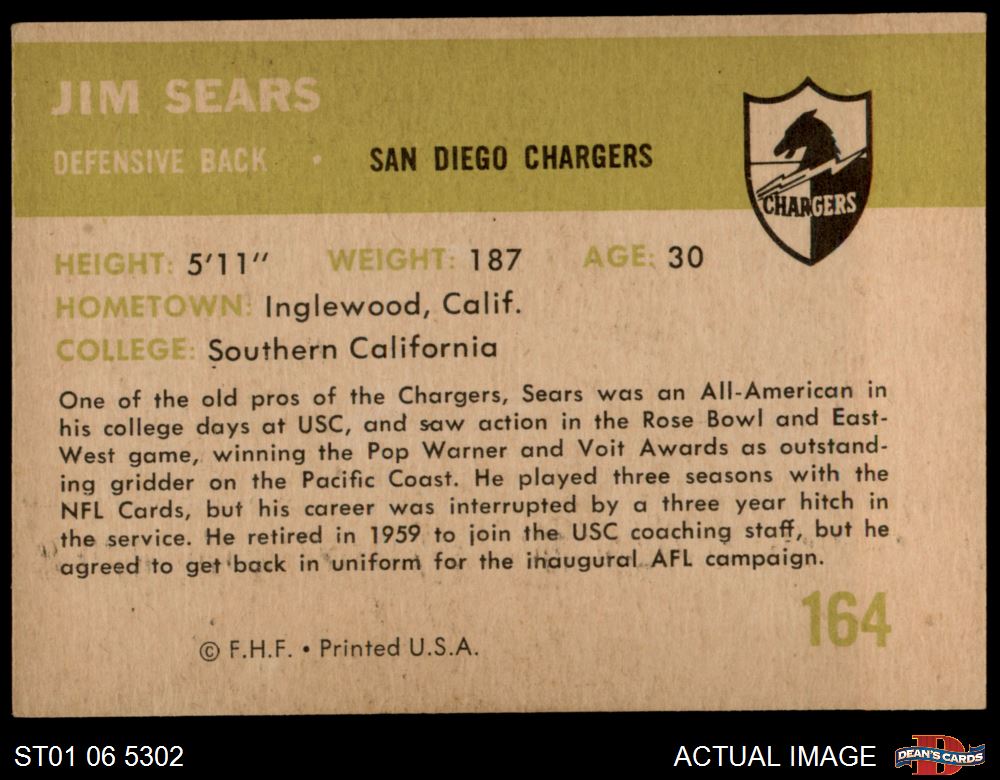 JIM SEARS
DEFENSIVE BACK • SAN DIEGO CHARGERS
CHARGERS
HEIGHT: 5'11" WEIGHT: 187 AGE: 30
HOMETOWN: Inglewood, Calif.
COLLEGE: Southern California
One of the old pros of the Chargers, Sears was an All-American in
his college days at USC, and saw action in the Rose Bowl and East-
West game, winning the Pop Warner and Voit Awards as outstand-
ing gridder on the Pacific Coast. He played three seasons with the
NFL Cards, but his career was interrupted by a three year hitch in
the service. He retired in 1959 to join the USC coaching staff, but he
agreed to get back in uniform for the inaugural AFL campaign.
164
© F.H.F. • Printed U.S.A.
ST01 06 5302
ACTUAL IMAGE
D
DEAN'S CARDS